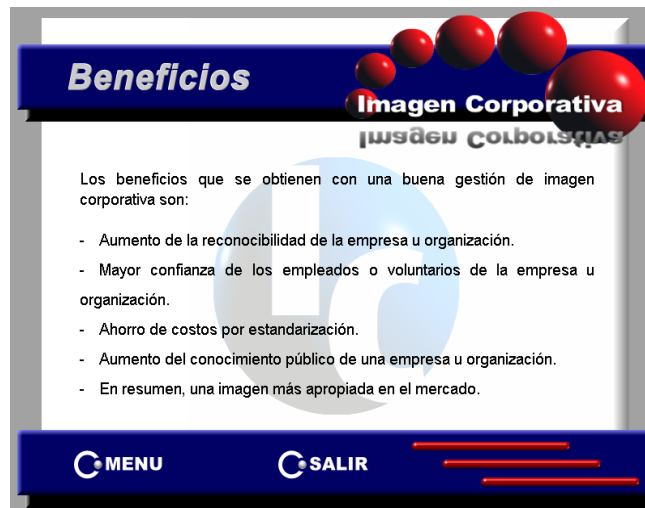 Beneficios
Imagen Corporativa
Imagen Corporativa
Los beneficios que se obtienen con una buena gestión de imagen
corporativa son:
- Aumento de la reconocibilidad de la empresa u organización.
- Mayor confianza de los empleados o voluntarios de la empresa u
organización.
- Ahorro de costos por estandarización.
- Aumento del conocimiento público de una empresa u organización.
- En resumen, una imagen más apropiada en el mercado.
MENU
SALIR